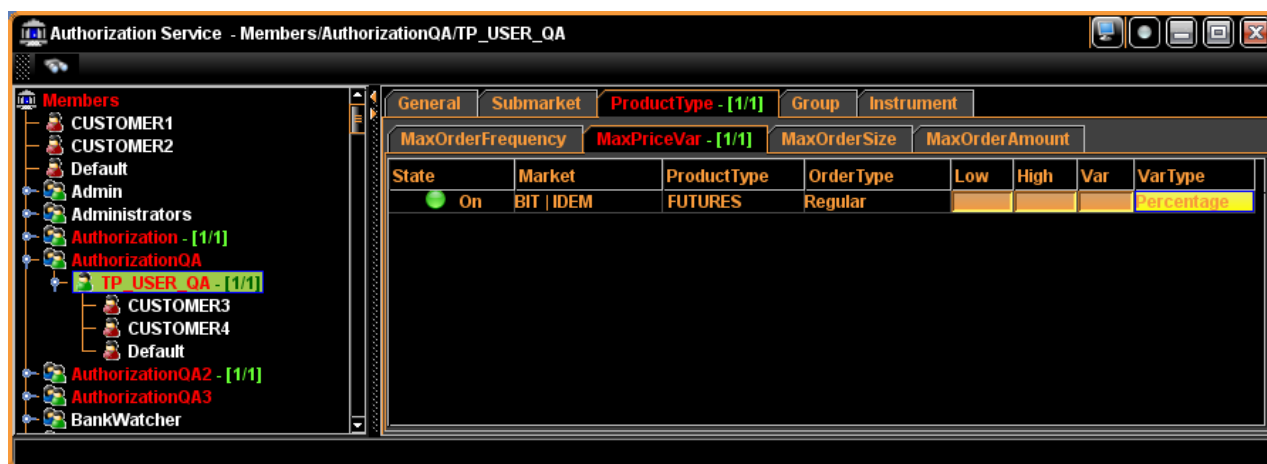 Authorization Service - Members/AuthorizationQA/TP_USER_QA
Members
CUSTOMER1
CUSTOMER2
Default
Admin
Administrators
Authorization - [1/1]
AuthorizationQA
TP_USER_QA - [1/1]
CUSTOMER3
CUSTOMER4
Default
AuthorizationQA2 - [1/1]
AuthorizationQA3
BankWatcher
General Submarket ProductType - [1/1] Group Instrument
MaxOrderFrequency MaxPriceVar - [1/1] MaxOrderSize MaxOrderAmount
State Market ProductType OrderType Low High Var VarType
On BIT | IDEM FUTURES Regular Percentage